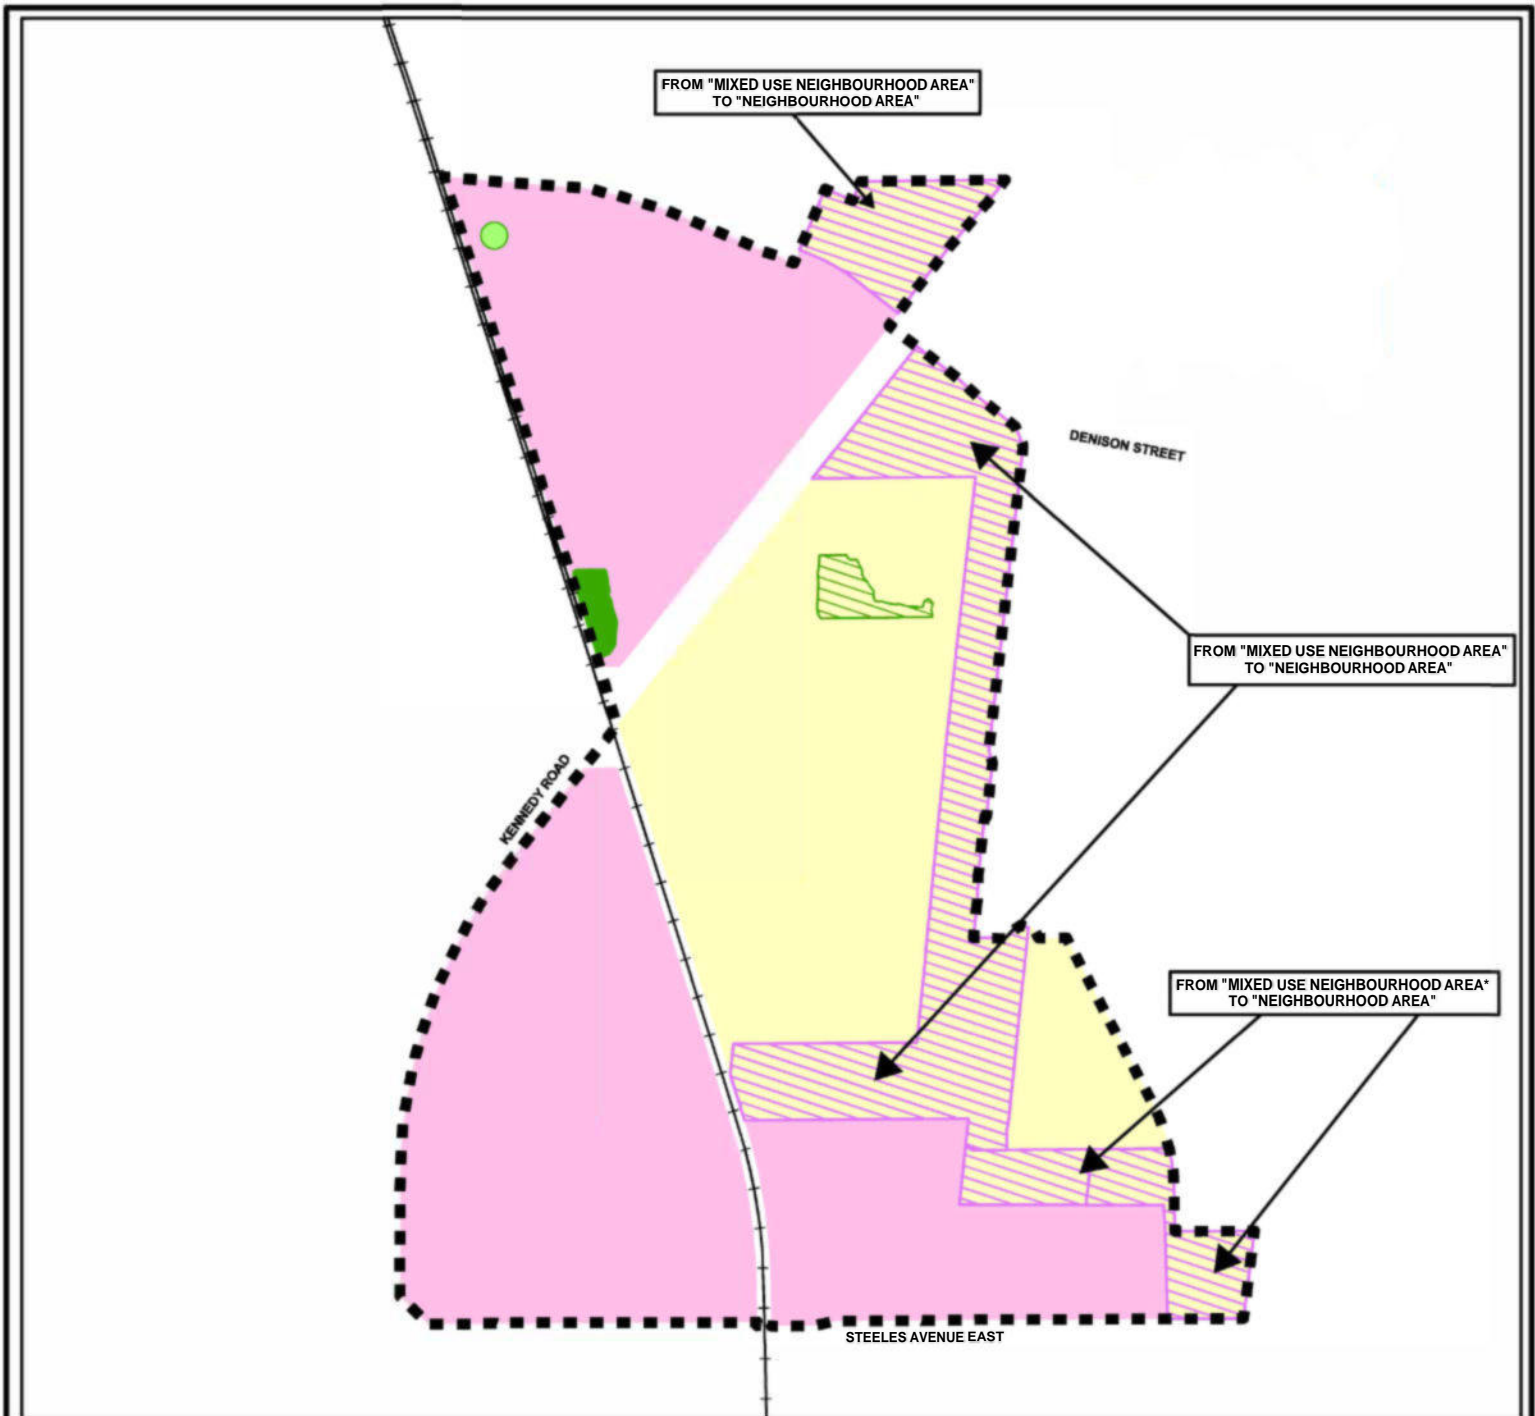 FROM "MIXED USE NEIGHBOURHOOD AREA"
TO "NEIGHBOURHOOD AREA"
DENISON STREET
FROM "MIXED USE NEIGHBOURHOOD AREA"
TO "NEIGHBOURHOOD AREA"
KENNEDY ROAD
FROM "MIXED USE NEIGHBOURHOOD AREA*
TO "NEIGHBOURHOOD AREA"
STEELES AVENUE EAST